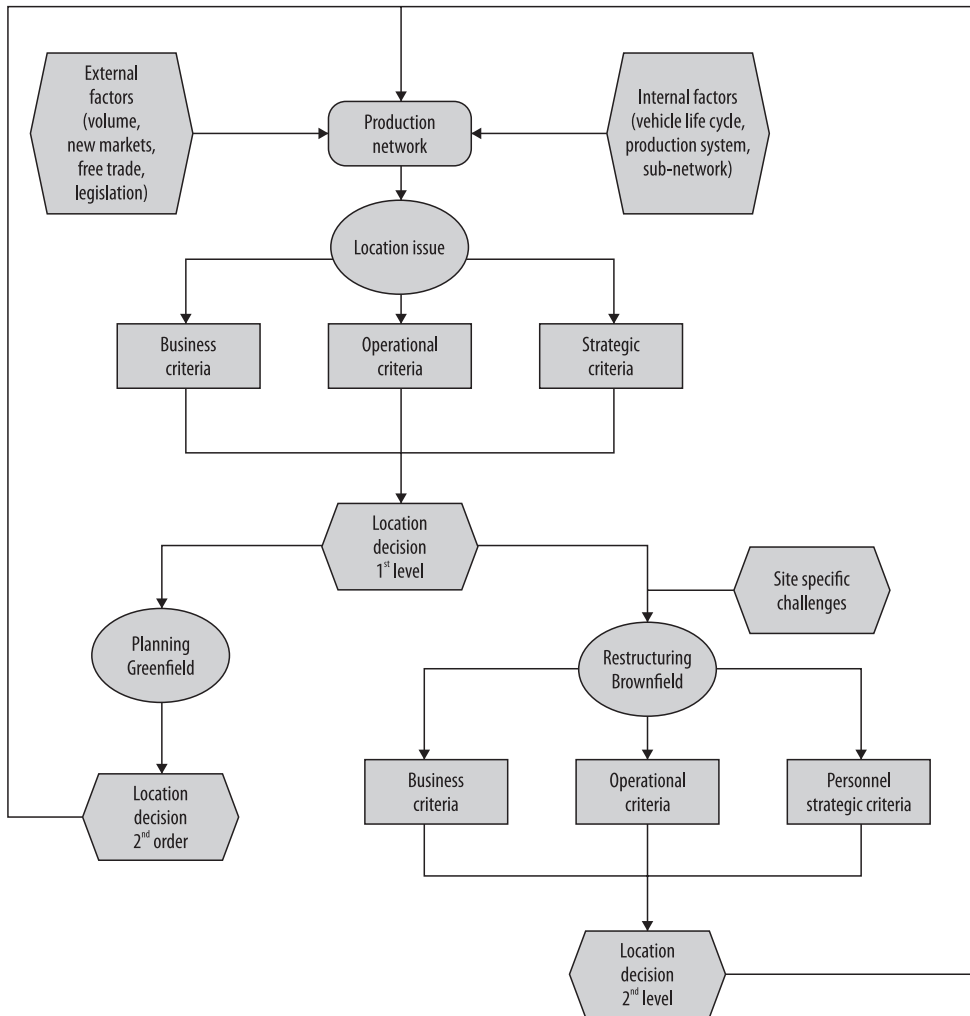 External
factors
(volume,
new markets,
free trade,
legislation)
Production
network
Internal factors
(vehicle life cycle,
production system,
sub-network)
Location issue
Business
criteria
Operational
criteria
Strategic
criteria
Location
decision
1st level
Site specific
challenges
Planning
Greenfield
Restructuring
Brownfield
Location
decision
2nd order
Business
criteria
Operational
criteria
Personnel
strategic criteria
Location
decision
2nd level